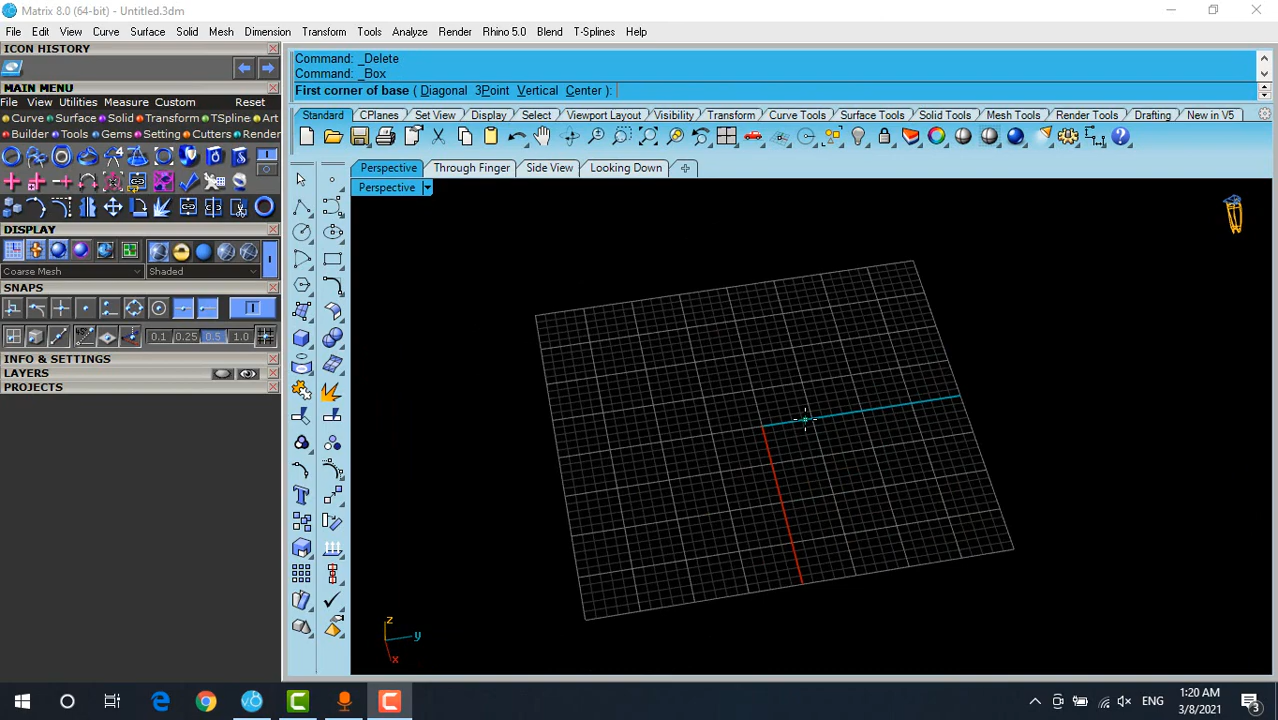 Matrix 8.0 (64-bit) - Untitled.3dm
File Edit View Curve Surface Solid Mesh Dimension Transform Tools Analyze Render Rhino 5.0 Blend T-Splines Help
ICON HISTORY
MAIN MENU
File View Utilities Measure Custom Reset
Curve Surface Solid Transform TSpline Art
Builder Tools Gems Setting Cutters Render
DISPLAY
Coarse Mesh Shaded
SNAPS
0.1 0.25 0.5 1.0
INFO & SETTINGS
LAYERS
PROJECTS
Command: _Delete
Command: _Box
First corner of base ( Diagonal 3Point Vertical Center ):
Standard CPlanes Set View Display Select Viewport Layout Visibility Transform Curve Tools Surface Tools Solid Tools Mesh Tools Render Tools Drafting New in V5
Perspective Through Finger Side View Looking Down
Perspective
z
y
x
ENG
1:20 AM
3/8/2021
3